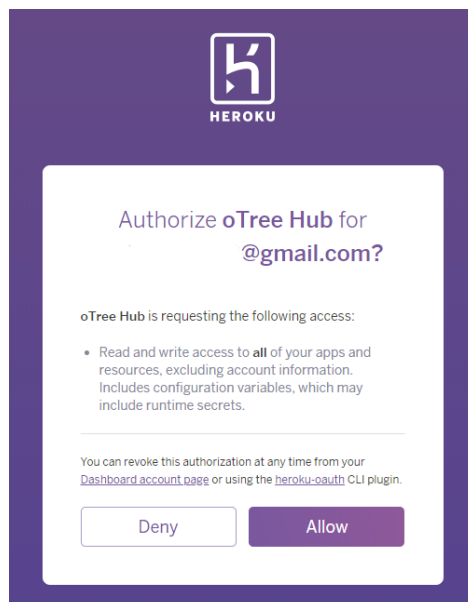 HEROKU
Authorize oTree Hub for
@gmail.com?
oTree Hub is requesting the following access:
• Read and write access to all of your apps and
resources, excluding account information.
Includes configuration variables, which may
include runtime secrets.
You can revoke this authorization at any time from your
Dashboard account page or using the heroku-oauth CLI plugin.
Deny
Allow